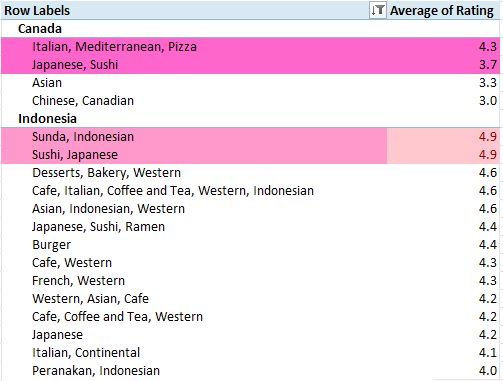 Row Labels Average of Rating
Canada
Italian, Mediterranean, Pizza 4.3
Japanese, Sushi 3.7
Asian 3.3
Chinese, Canadian 3.0
Indonesia
Sunda, Indonesian 4.9
Sushi, Japanese 4.9
Desserts, Bakery, Western 4.6
Cafe, Italian, Coffee and Tea, Western, Indonesian 4.6
Asian, Indonesian, Western 4.6
Japanese, Sushi, Ramen 4.4
Burger 4.4
Cafe, Western 4.3
French, Western 4.3
Western, Asian, Cafe 4.2
Cafe, Coffee and Tea, Western 4.2
Japanese 4.2
Italian, Continental 4.1
Peranakan, Indonesian 4.0